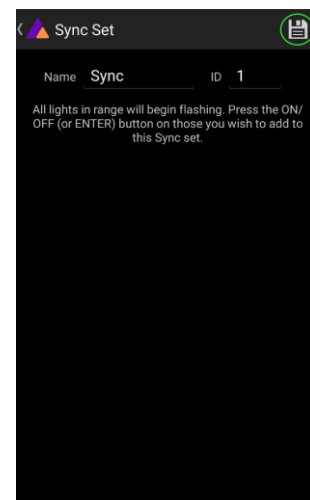 Sync Set
Name Sync ID 1
All lights in range will begin flashing. Press the ON/
OFF (or ENTER) button on those you wish to add to
this Sync set.